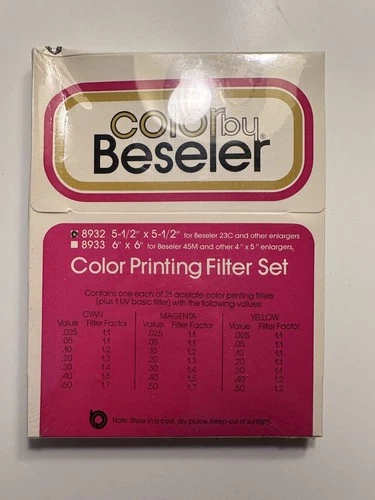 color by
Beseler®
8932 5-1/2" x 5-1/2" for Beseler 23C and other enlargers
8933 6" x 6" for Beseler 45M and other 4" x 5" enlargers,
Color Printing Filter Set
Contains one each of 21 acetate color printing filters
(plus 1 UV basic filter) with the following values:
CYAN MAGENTA YELLOW
Value Filter Factor Value Filter Factor Value Filter Factor
.025 1.1 .025 1.1 .025 1.1
.05 1.1 .05 1.2 .05 1.1
.10 1.2 .10 1.3 .10 1.1
.20 1.3 .20 1.5 .20 1.1
.30 1.4 .30 1.4 .30 1.1
.40 1.5 .40 1.5 .40 1.2
.50 1.7 .50 1.7 .50 1.2
b Note: Store in a cool, dry place. Keep out of sunlight.